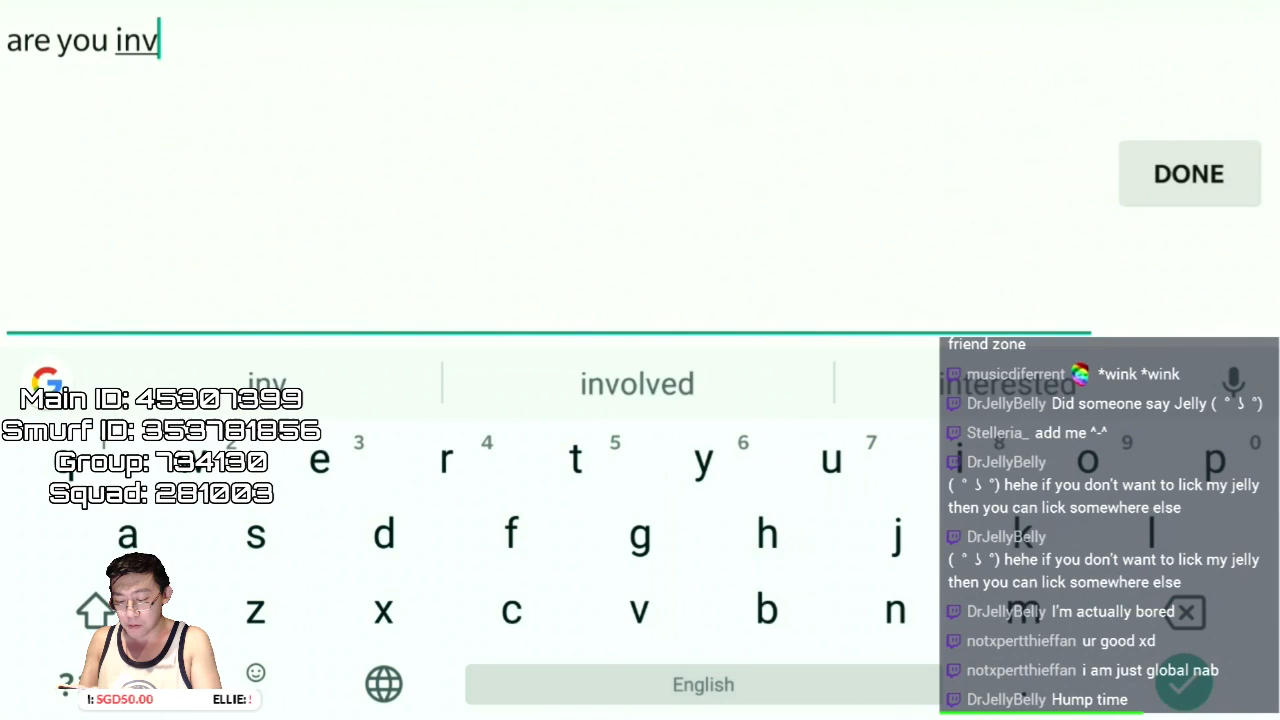 are you inv
DONE
inv
involved
interested
Main ID: 45307399
Smurf ID: 353781856
Group: 734130
Squad: 281003
1 2 3 4 5 6 7 8 9 0
e r t y u i o p
a s d f g h j k l
z x c v b n m
English
I: SGD50.00 ELLIE: !
friend zone
musicdiferrent *wink *wink
DrJellyBelly Did someone say Jelly ( ͡° ͜ʖ ͡°)
Stelleria_ add me ^-^
DrJellyBelly
( ͡° ͜ʖ ͡°) hehe if you don't want to lick my jelly
then you can lick somewhere else
DrJellyBelly
( ͡° ͜ʖ ͡°) hehe if you don't want to lick my jelly
then you can lick somewhere else
DrJellyBelly I'm actually bored
notxpertthieffan ur good xd
notxpertthieffan i am just global nab
DrJellyBelly Hump time